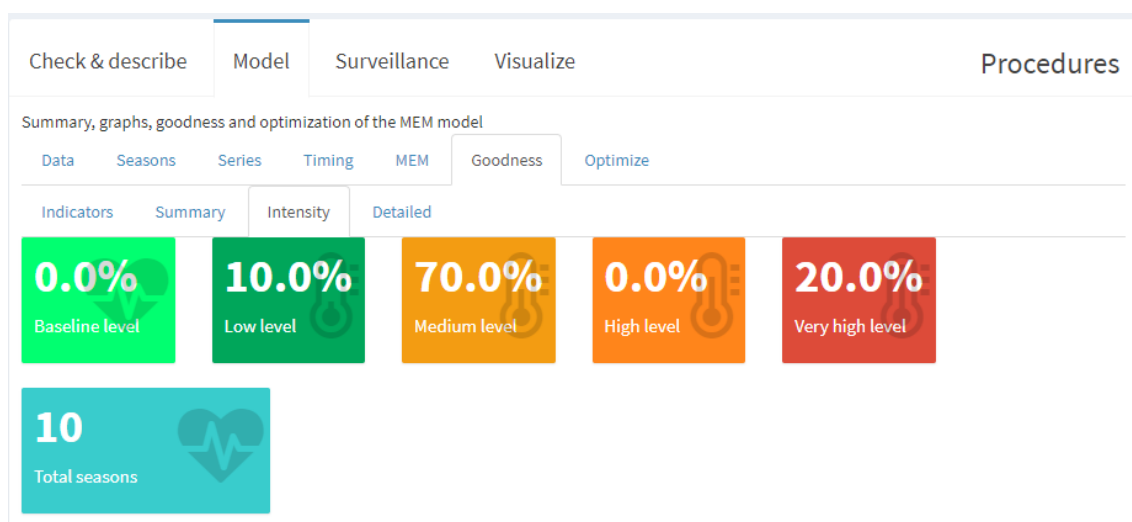 Check & describe Model Surveillance Visualize Procedures
Summary, graphs, goodness and optimization of the MEM model
Data Seasons Series Timing MEM Goodness Optimize
Indicators Summary Intensity Detailed
0.0% 10.0% 70.0% 0.0% 20.0%
Baseline level Low level Medium level High level Very high level
10
Total seasons